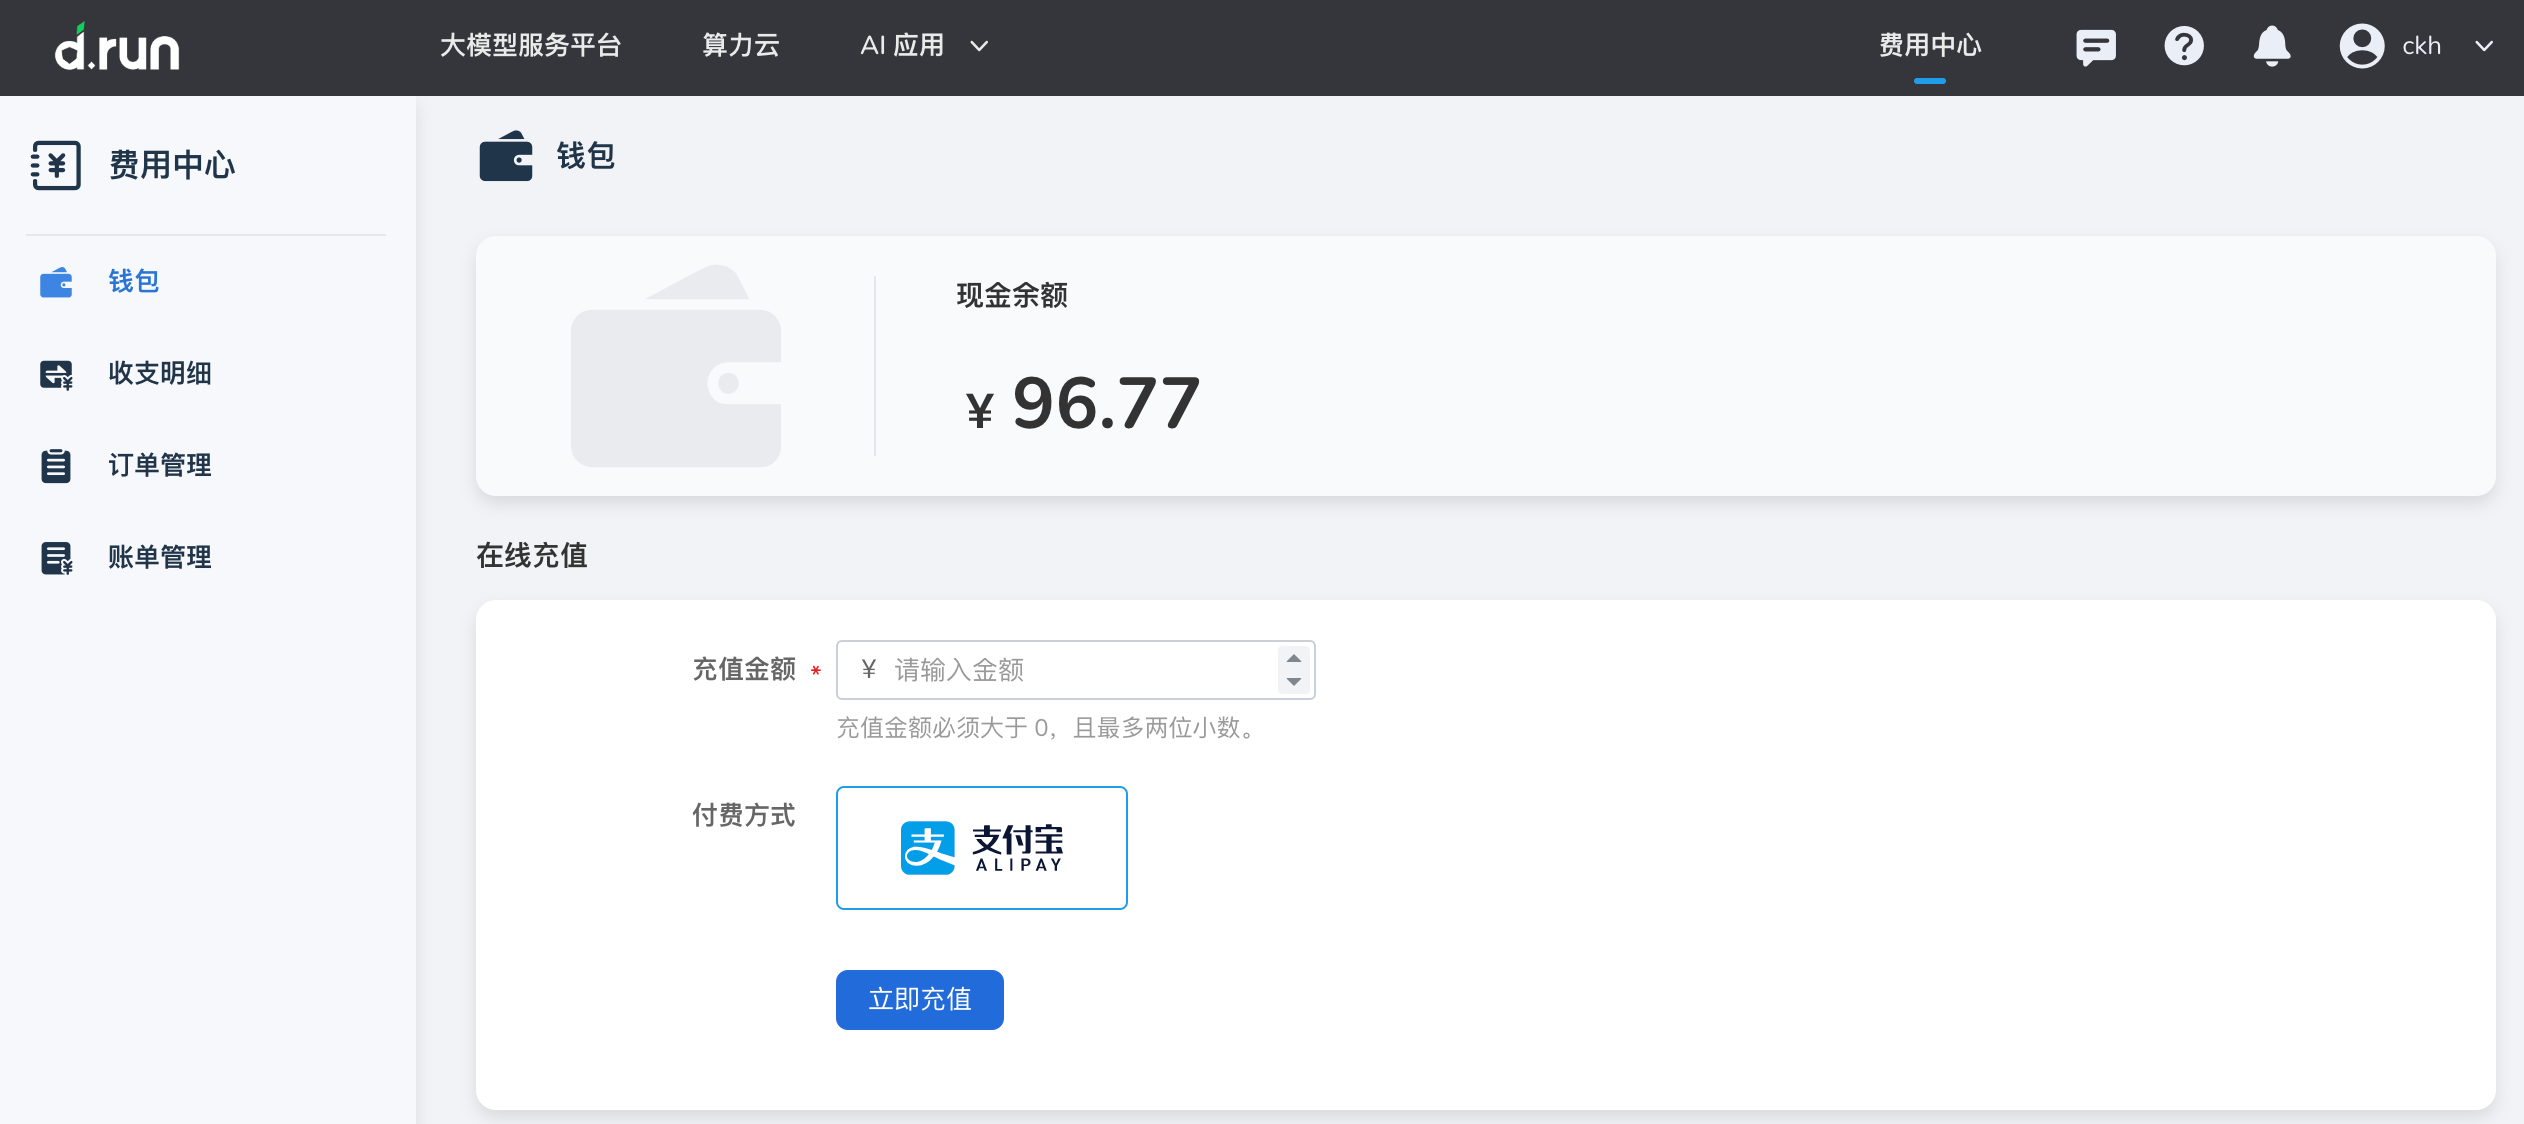 d.run
大模型服务平台
算力云
AI 应用
费用中心
ckh
费用中心
钱包
收支明细
订单管理
账单管理
钱包
现金余额
¥ 96.77
在线充值
充值金额 *
¥ 请输入金额
充值金额必须大于 0，且最多两位小数。
付费方式
支 支付宝
ALIPAY
立即充值